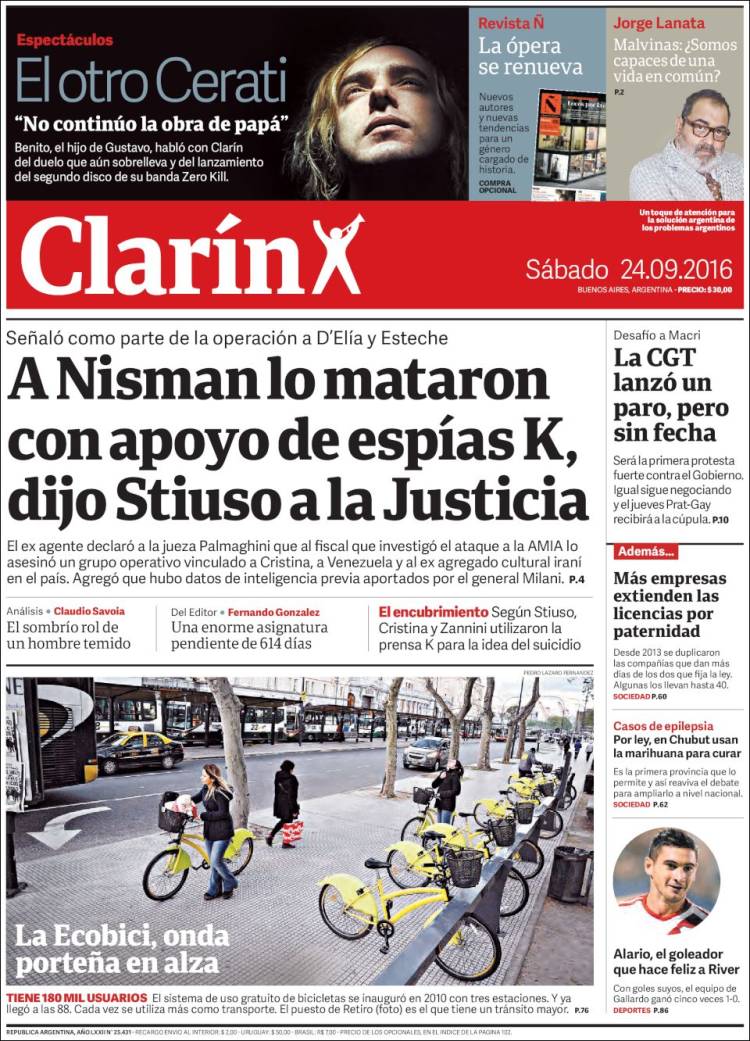 Espectáculos
El otro Cerati
“No continúo la obra de papá”
Benito, el hijo de Gustavo, habló con Clarín
del duelo que aún sobrelleva y del lanzamiento
del segundo disco de su banda Zero Kill.
Revista Ñ
La ópera
se renueva
Nuevos
autores
y nuevas
tendencias
para un
género
cargado de
historia.
COMPRA
OPCIONAL
Jorge Lanata
Malvinas: ¿Somos
capaces de una
vida en común?
P.2
Clarín
Un toque de atención para
la solución argentina de
los problemas argentinos
Sábado 24.09.2016
BUENOS AIRES, ARGENTINA - PRECIO: $ 30,00
Señaló como parte de la operación a D’Elía y Esteche
A Nisman lo mataron
con apoyo de espías K,
dijo Stiuso a la Justicia
El ex agente declaró a la jueza Palmaghini que al fiscal que investigó el ataque a la AMIA lo
asesinó un grupo operativo vinculado a Cristina, a Venezuela y al ex agregado cultural iraní
en el país. Agregó que hubo datos de inteligencia previa aportados por el general Milani. P.4
Análisis • Claudio Savoia
El sombrío rol de
un hombre temido
Del Editor • Fernando Gonzalez
Una enorme asignatura
pendiente de 614 días
El encubrimiento Según Stiuso,
Cristina y Zannini utilizaron la
prensa K para la idea del suicidio
PEDRO LAZARO FERNANDEZ
La Ecobici, onda
porteña en alza
TIENE 180 MIL USUARIOS El sistema de uso gratuito de bicicletas se inauguró en 2010 con tres estaciones. Y ya
llegó a las 88. Cada vez se utiliza más como transporte. El puesto de Retiro (foto) es el que tiene un tránsito mayor. P.76
Desafío a Macri
La CGT
lanzó un
paro, pero
sin fecha
Será la primera protesta
fuerte contra el Gobierno.
Igual sigue negociando
y el jueves Prat-Gay
recibirá a la cúpula. P.10
Además...
Más empresas
extienden las
licencias por
paternidad
Desde 2013 se duplicaron
las compañías que dan más
días de los dos que fija la ley.
Algunas los llevan hasta 40.
SOCIEDAD P.60
Casos de epilepsia
Por ley, en Chubut usan
la marihuana para curar
Es la primera provincia que lo
permite y así reaviva el debate
para ampliarlo a nivel nacional.
SOCIEDAD P.62
Alario, el goleador
que hace feliz a River
Con goles suyos, el equipo de
Gallardo ganó cinco veces 1-0.
DEPORTES P.86
REPUBLICA ARGENTINA, AÑO LXXII N° 25.431 - RECARGO ENVIO AL INTERIOR: $ 2,00 - URUGUAY: $ 50,00 - BRASIL: R$ 7,00 - PRECIO DE LOS OPCIONALES, EN EL INDICE DE LA PAGINA 102.